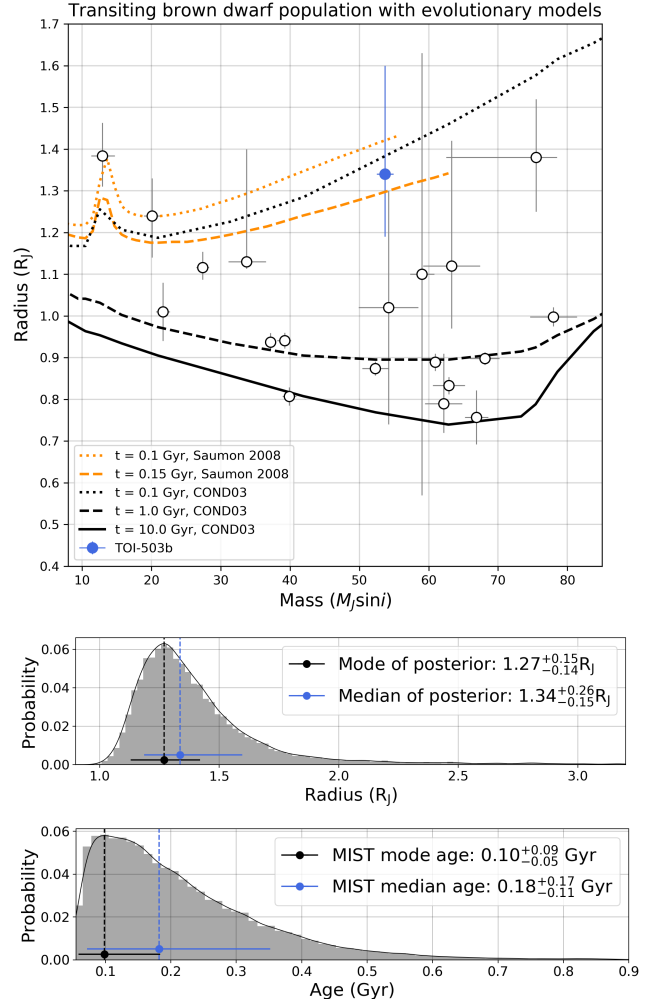 Transiting brown dwarf population with evolutionary models
1.7
1.6
1.5
1.4
1.3
1.2
1.1
1.0
0.9
0.8
0.7
0.6
0.5
0.4
Radius (R_J)
t = 0.1 Gyr, Saumon 2008
t = 0.15 Gyr, Saumon 2008
t = 0.1 Gyr, COND03
t = 1.0 Gyr, COND03
t = 10.0 Gyr, COND03
TOI-503b
10 20 30 40 50 60 70 80
Mass (M_J sini)
0.06
0.04
0.02
0.00
Probability
Mode of posterior: 1.27^{+0.15}_{-0.14}R_J
Median of posterior: 1.34^{+0.26}_{-0.15}R_J
1.0 1.5 2.0 2.5 3.0
Radius (R_J)
0.06
0.04
0.02
0.00
Probability
MIST mode age: 0.10^{+0.09}_{-0.05} Gyr
MIST median age: 0.18^{+0.17}_{-0.11} Gyr
0.1 0.2 0.3 0.4 0.5 0.6 0.7 0.8 0.9
Age (Gyr)